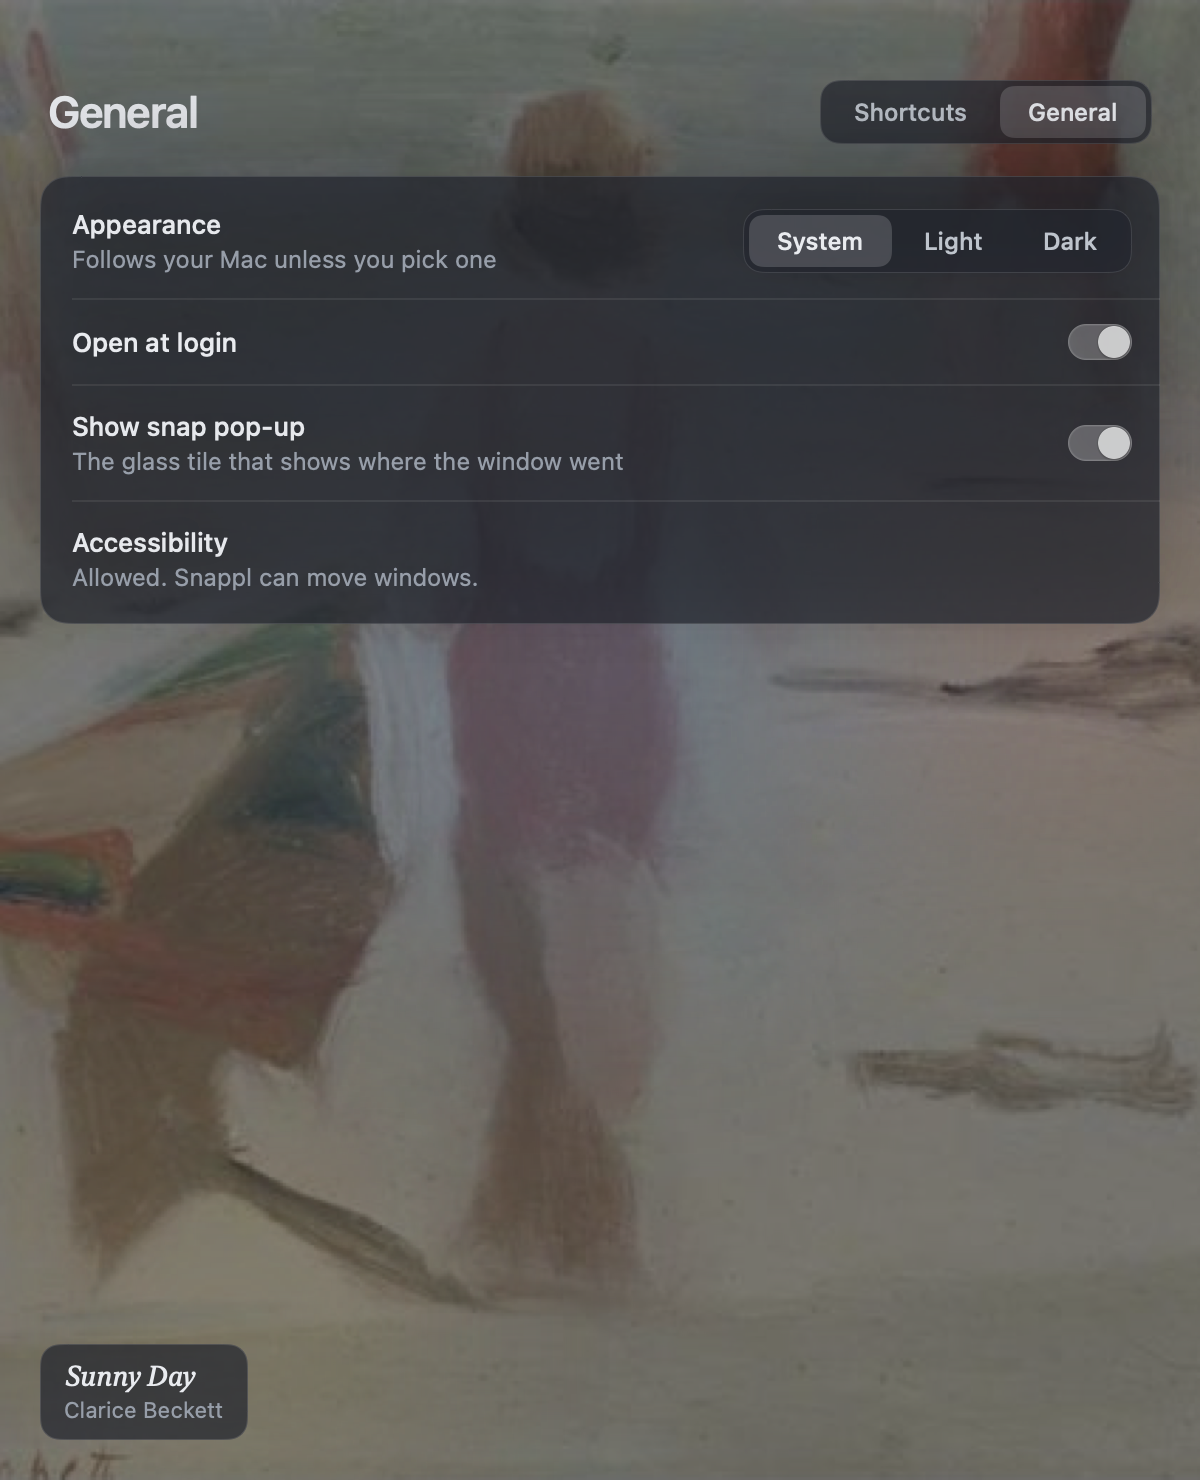 General
Shortcuts General
Appearance
Follows your Mac unless you pick one
System Light Dark
Open at login
Show snap pop-up
The glass tile that shows where the window went
Accessibility
Allowed. Snappl can move windows.
Sunny Day
Clarice Beckett